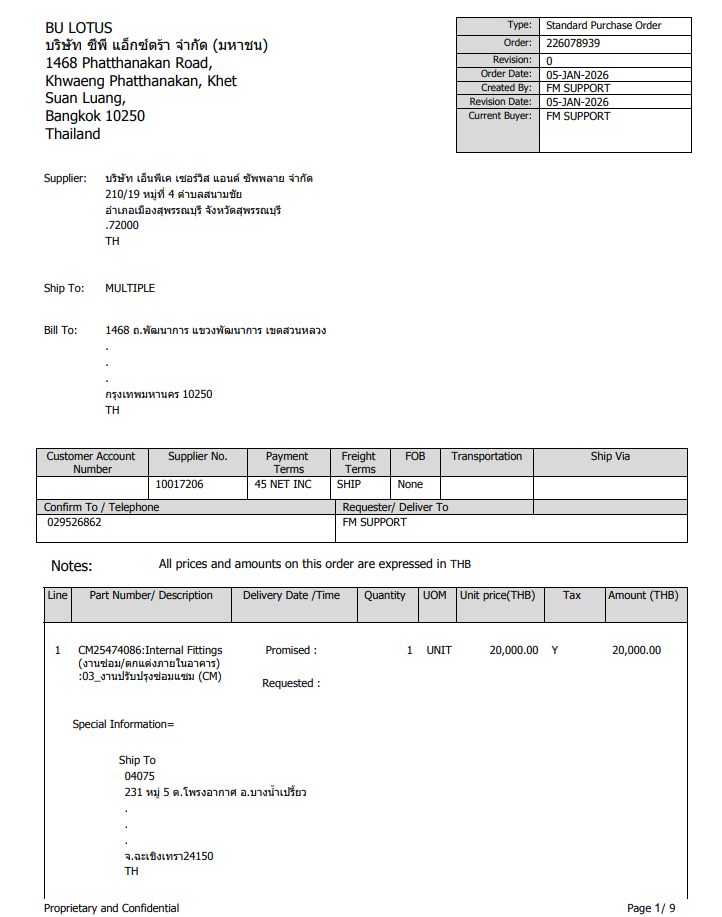 BU LOTUS
บริษัท ซีพี แอ็กซ์ตร้า จำกัด (มหาชน)
1468 Phatthanakan Road,
Khwaeng Phatthanakan, Khet
Suan Luang,
Bangkok 10250
Thailand
Type: Standard Purchase Order
Order: 226078939
Revision: 0
Order Date: 05-JAN-2026
Created By: FM SUPPORT
Revision Date: 05-JAN-2026
Current Buyer: FM SUPPORT
Supplier: บริษัท เอ็นพีเค เซอร์วิส แอนด์ ซัพพลาย จำกัด
210/19 หมู่ที่ 4 ตำบลสนามชัย
อำเภอเมืองสุพรรณบุรี จังหวัดสุพรรณบุรี
.72000
TH
Ship To: MULTIPLE
Bill To: 1468 ถ.พัฒนาการ แขวงพัฒนาการ เขตสวนหลวง
.
.
.
กรุงเทพมหานคร 10250
TH
Customer Account Number Supplier No. Payment Terms Freight Terms FOB Transportation Ship Via
10017206 45 NET INC SHIP None
Confirm To / Telephone Requester/ Deliver To
029526862 FM SUPPORT
Notes: All prices and amounts on this order are expressed in THB
Line Part Number/ Description Delivery Date /Time Quantity UOM Unit price(THB) Tax Amount (THB)
1 CM25474086:Internal Fittings Promised : 1 UNIT 20,000.00 Y 20,000.00
(งานซ่อม/ตกแต่งภายในอาคาร)
:03_งานปรับปรุงซ่อมแซม (CM)
Requested :
Special Information=
Ship To
04075
231 หมู่ 5 ต.โพรงอากาศ อ.บางน้ำเปรี้ยว
.
.
.
จ.ฉะเชิงเทรา24150
TH
Proprietary and Confidential Page 1/ 9